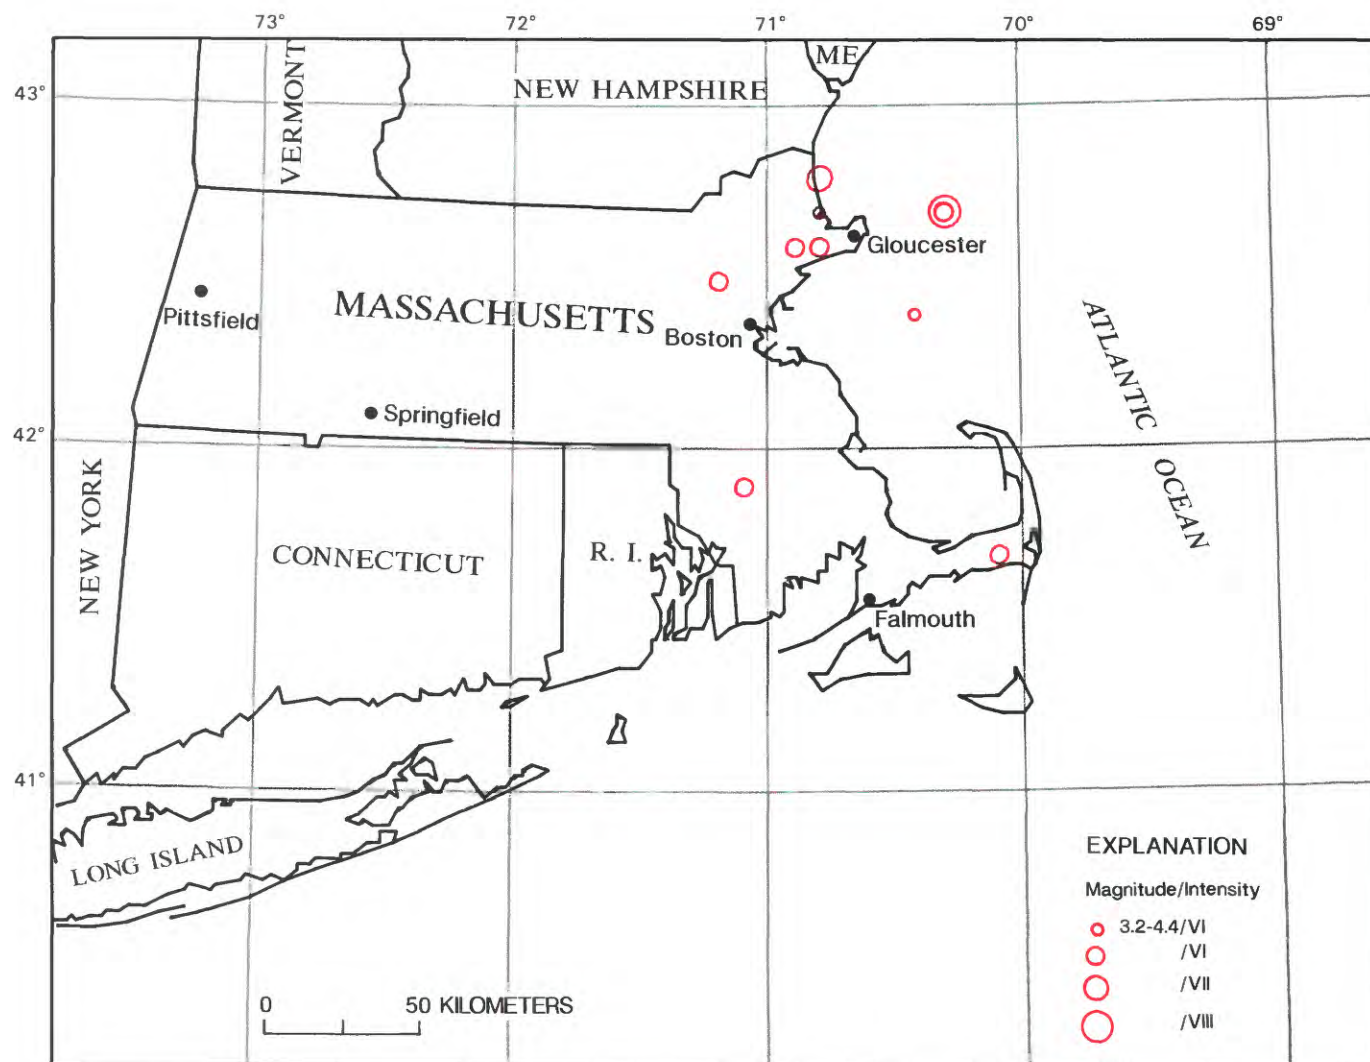 73° 72° 71° 70° 69°
ME
43°
NEW HAMPSHIRE
VERMONT
Gloucester
MASSACHUSETTS
Pittsfield
Boston
ATLANTIC
OCEAN
Springfield
42°
NEW YORK
CONNECTICUT
R. I.
Falmouth
41°
LONG ISLAND
EXPLANATION
Magnitude/Intensity
3.2-4.4/VI
/VI
/VII
/VIII
0 50 KILOMETERS